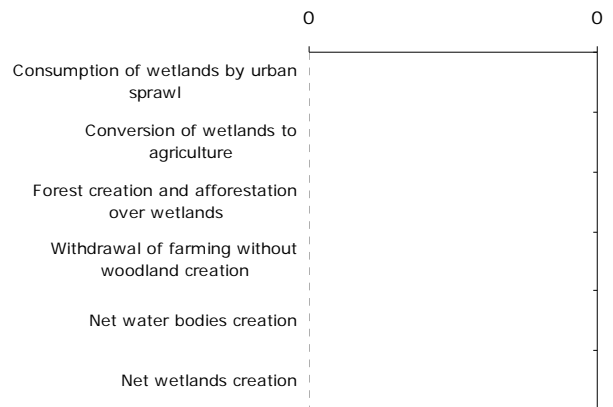 0 0
Consumption of wetlands by urban
sprawl
Conversion of wetlands to
agriculture
Forest creation and afforestation
over wetlands
Withdrawal of farming without
woodland creation
Net water bodies creation
Net wetlands creation